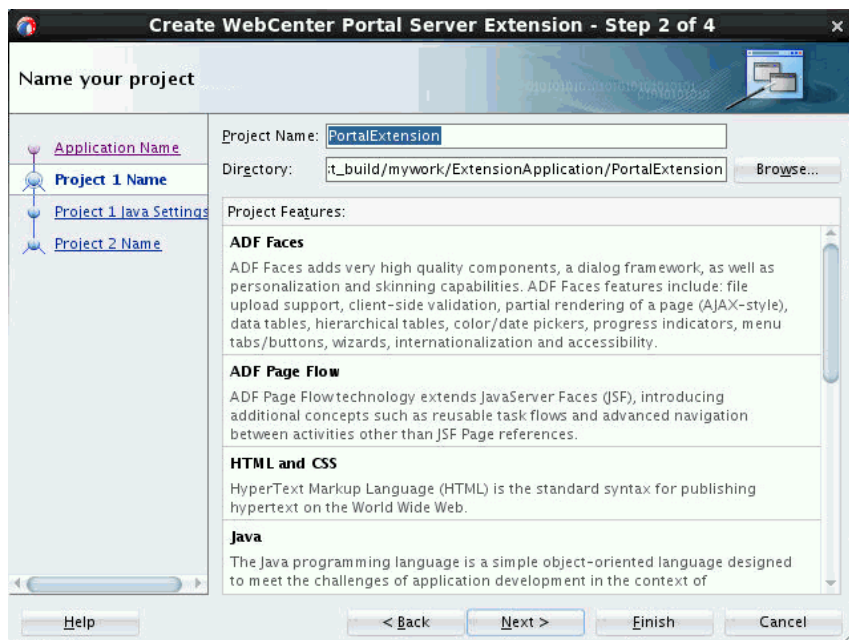 Create WebCenter Portal Server Extension - Step 2 of 4
Name your project
Application Name
Project 1 Name
Project 1 Java Settings
Project 2 Name
Project Name: PortalExtension
Directory: :t_build/mywork/ExtensionApplication/PortalExtension Browse...
Project Features:
ADF Faces
ADF Faces adds very high quality components, a dialog framework, as well as
personalization and skinning capabilities. ADF Faces features include: file
upload support, client-side validation, partial rendering of a page (AJAX-style),
data tables, hierarchical tables, color/date pickers, progress indicators, menu
tabs/buttons, wizards, internationalization and accessibility.
ADF Page Flow
ADF Page Flow technology extends JavaServer Faces (JSF), introducing
additional concepts such as reusable task flows and advanced navigation
between activities other than JSF Page references.
HTML and CSS
HyperText Markup Language (HTML) is the standard syntax for publishing
hypertext on the World Wide Web.
Java
The Java programming language is a simple object-oriented language designed
to meet the challenges of application development in the context of
Help < Back Next > Finish Cancel